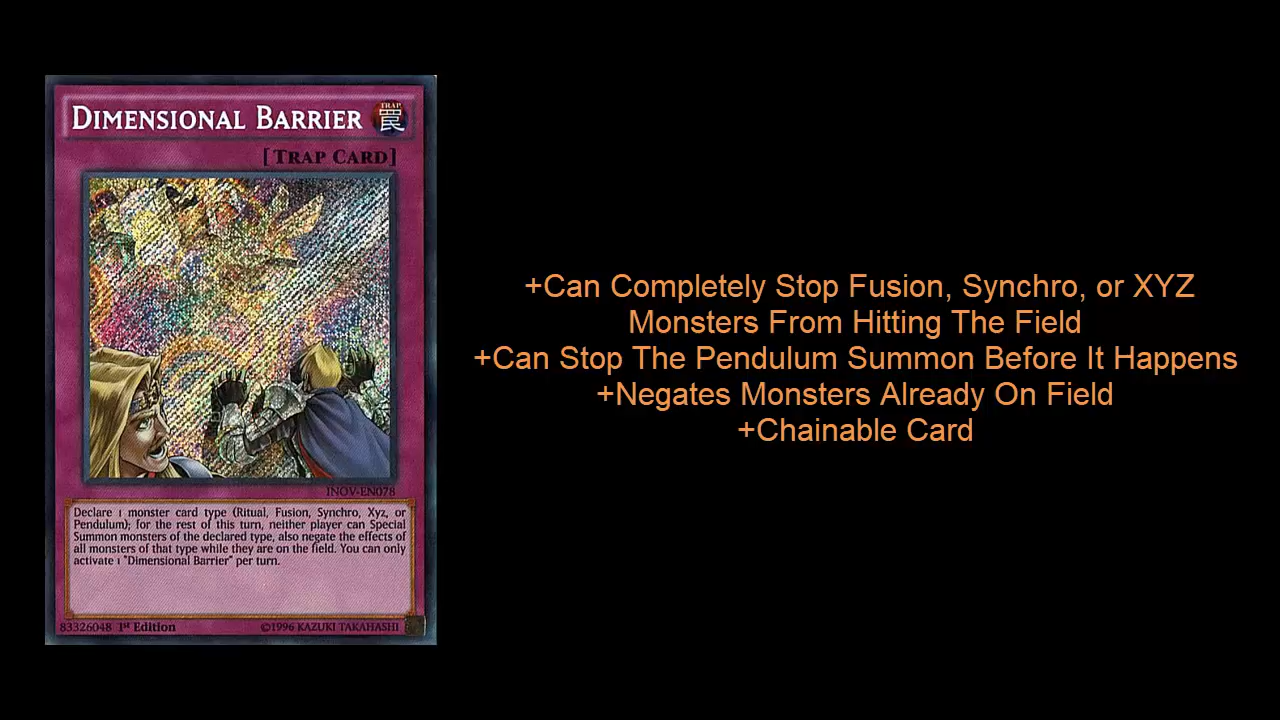 DIMENSIONAL BARRIER
TRAP
罠
[TRAP CARD]
INOV-EN078
Declare 1 monster card type (Ritual, Fusion, Synchro, Xyz, or
Pendulum); for the rest of this turn, neither player can Special
Summon monsters of the declared type, also negate the effects of
all monsters of that type while they are on the field. You can only
activate 1 "Dimensional Barrier" per turn.
83326048 1st Edition
©1996 KAZUKI TAKAHASHI
+Can Completely Stop Fusion, Synchro, or XYZ
Monsters From Hitting The Field
+Can Stop The Pendulum Summon Before It Happens
+Negates Monsters Already On Field
+Chainable Card